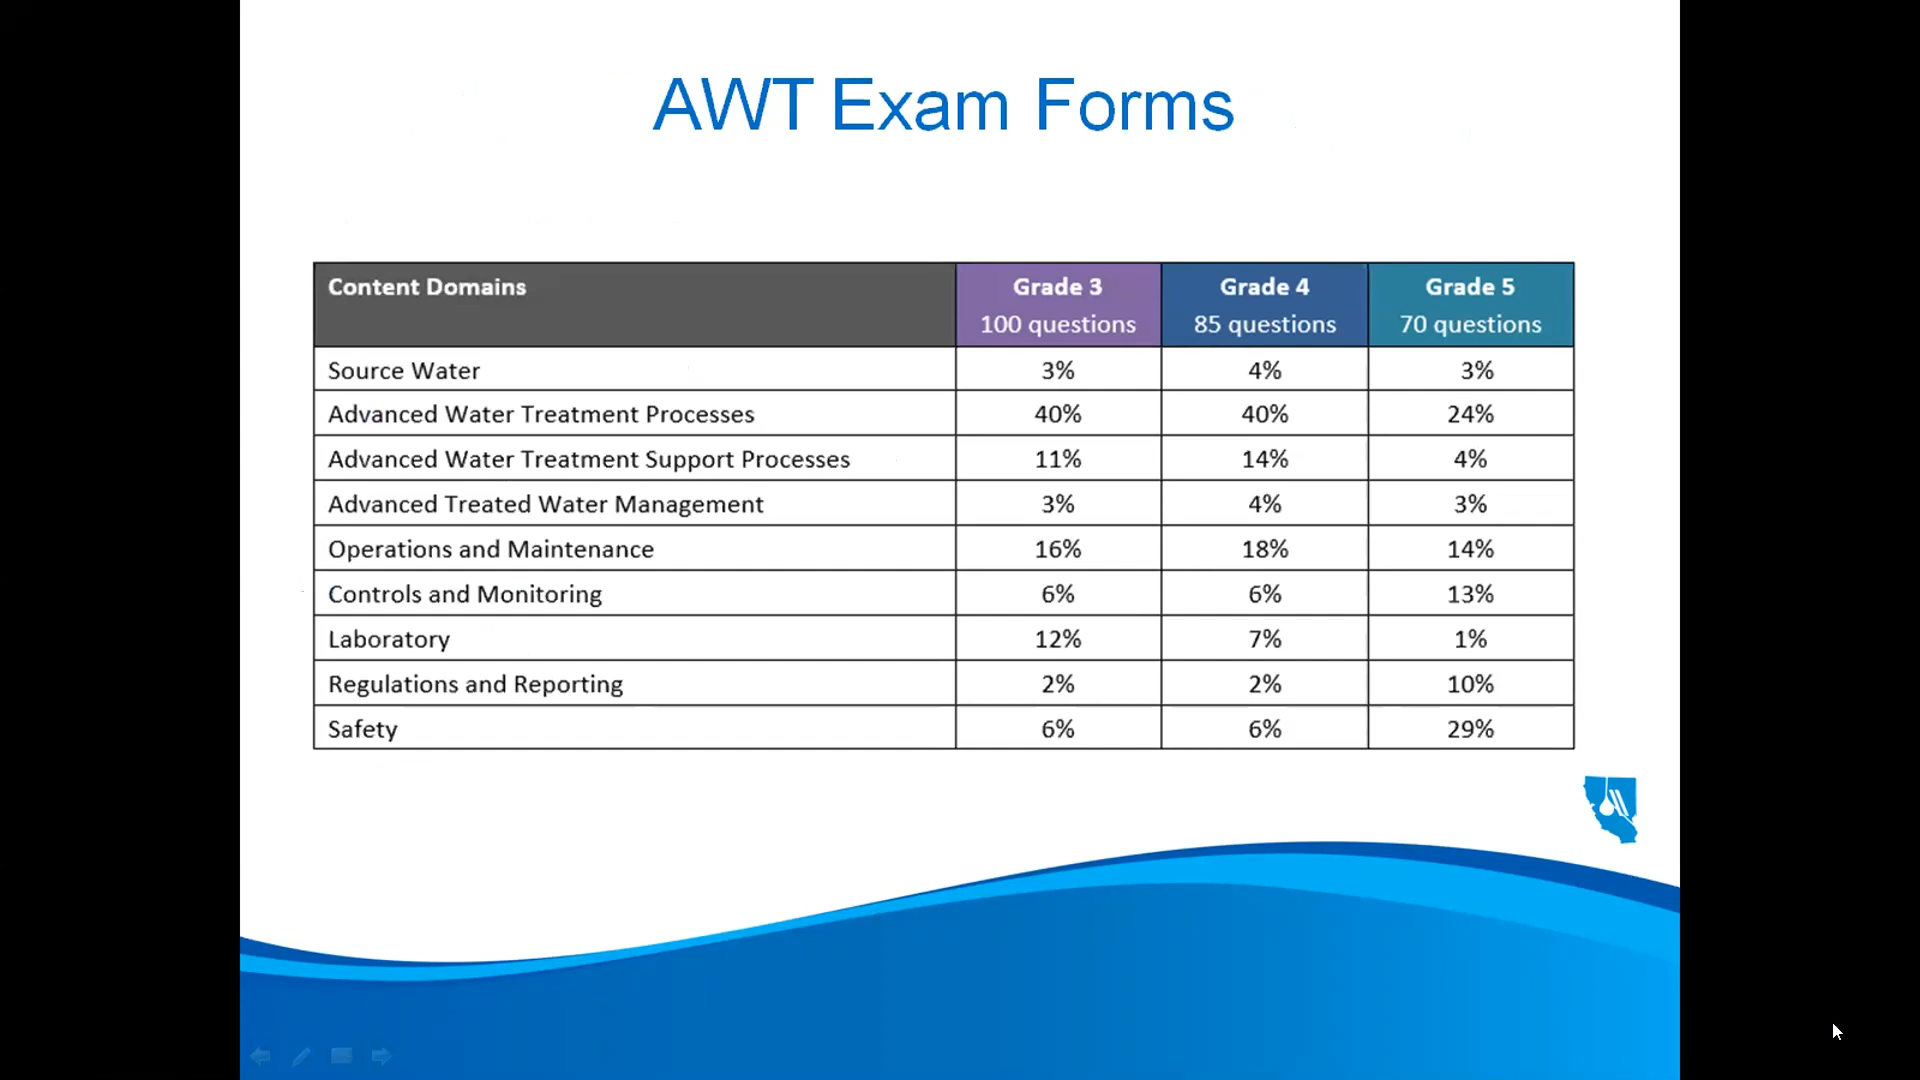 AWT Exam Forms
Content Domains Grade 3 Grade 4 Grade 5
100 questions 85 questions 70 questions
Source Water 3% 4% 3%
Advanced Water Treatment Processes 40% 40% 24%
Advanced Water Treatment Support Processes 11% 14% 4%
Advanced Treated Water Management 3% 4% 3%
Operations and Maintenance 16% 18% 14%
Controls and Monitoring 6% 6% 13%
Laboratory 12% 7% 1%
Regulations and Reporting 2% 2% 10%
Safety 6% 6% 29%